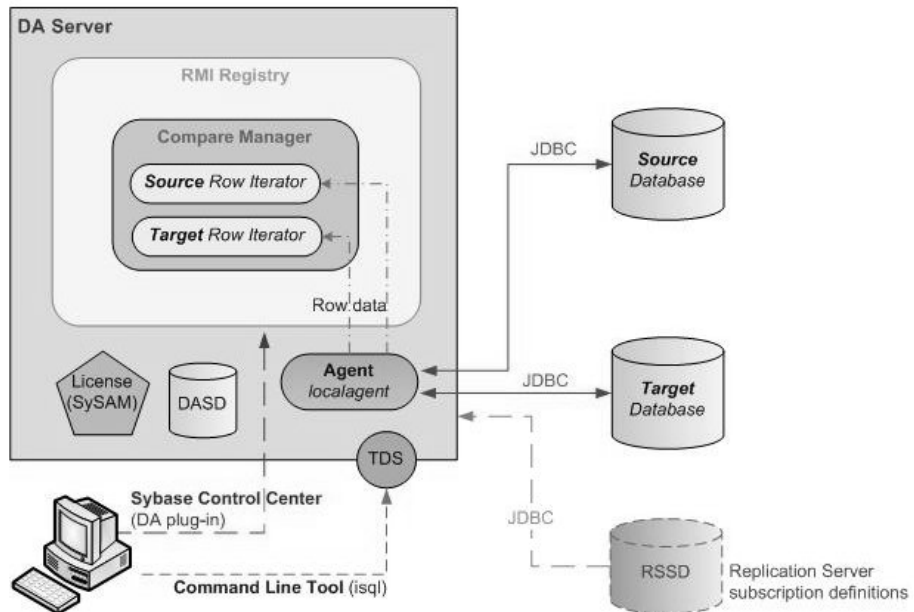 DA Server
RMI Registry
Compare Manager
Source Row Iterator
Target Row Iterator
Row data
JDBC
Source
Database
License
(SySAM)
DASD
Agent
localagent
JDBC
Target
Database
TDS
Sybase Control Center
(DA plug-in)
JDBC
Command Line Tool (isql)
RSSD
Replication Server
subscription definitions